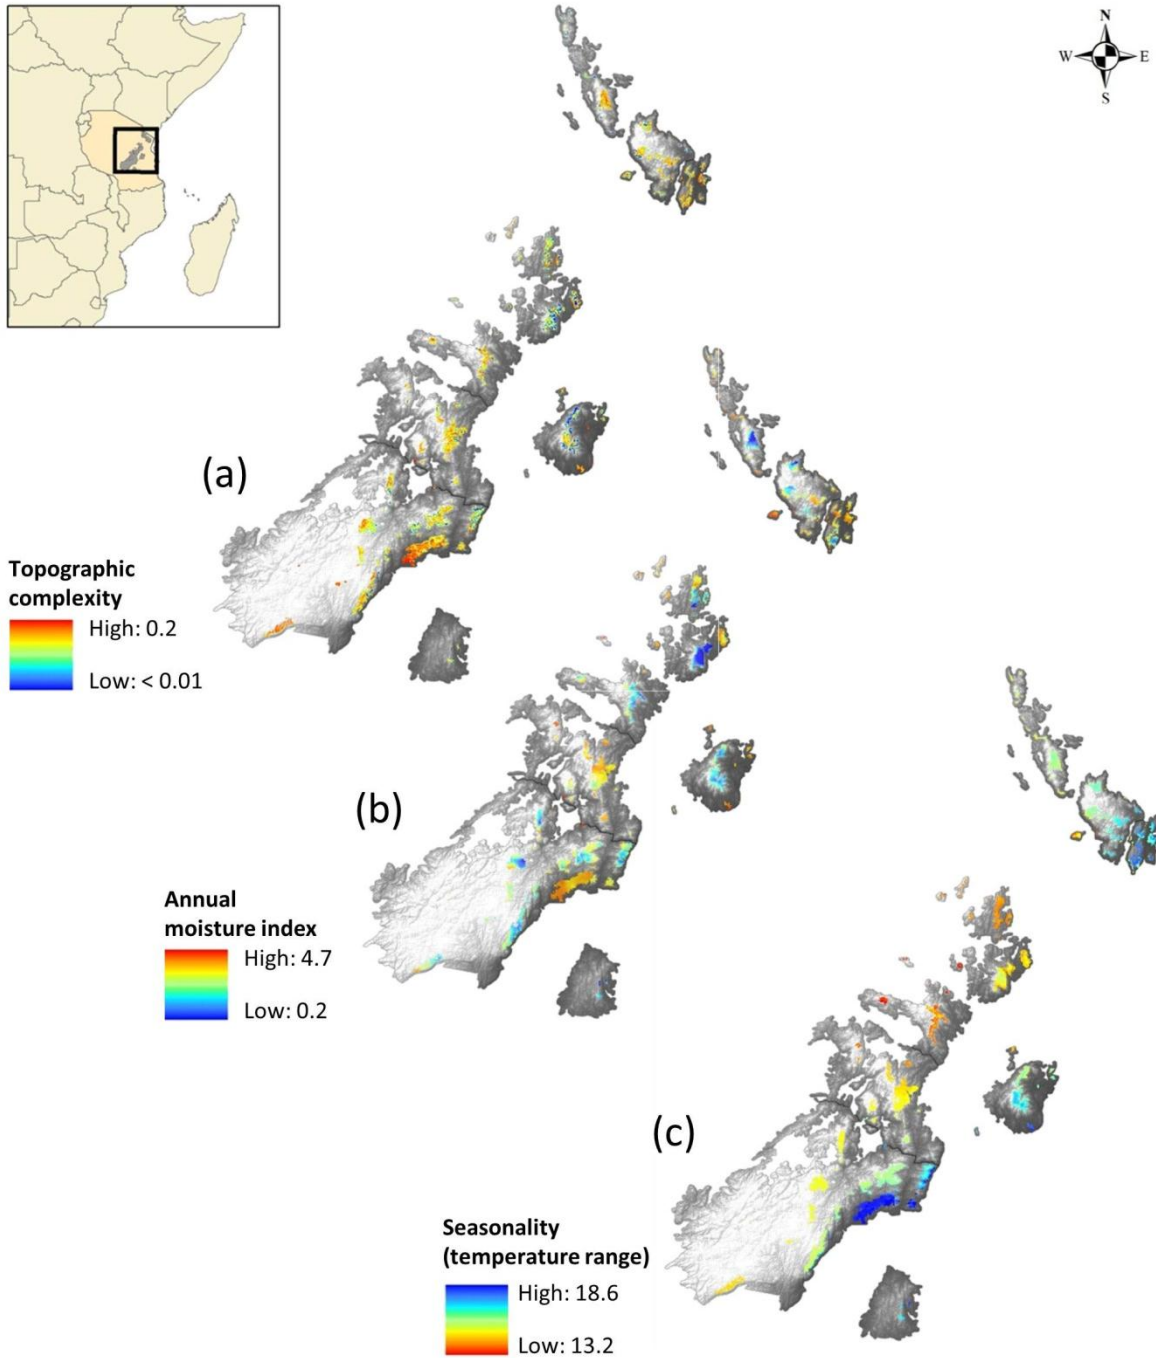 N
W E
S
(a)
Topographic
complexity
High: 0.2
Low: < 0.01
(b)
Annual
moisture index
High: 4.7
Low: 0.2
(c)
Seasonality
(temperature range)
High: 18.6
Low: 13.2